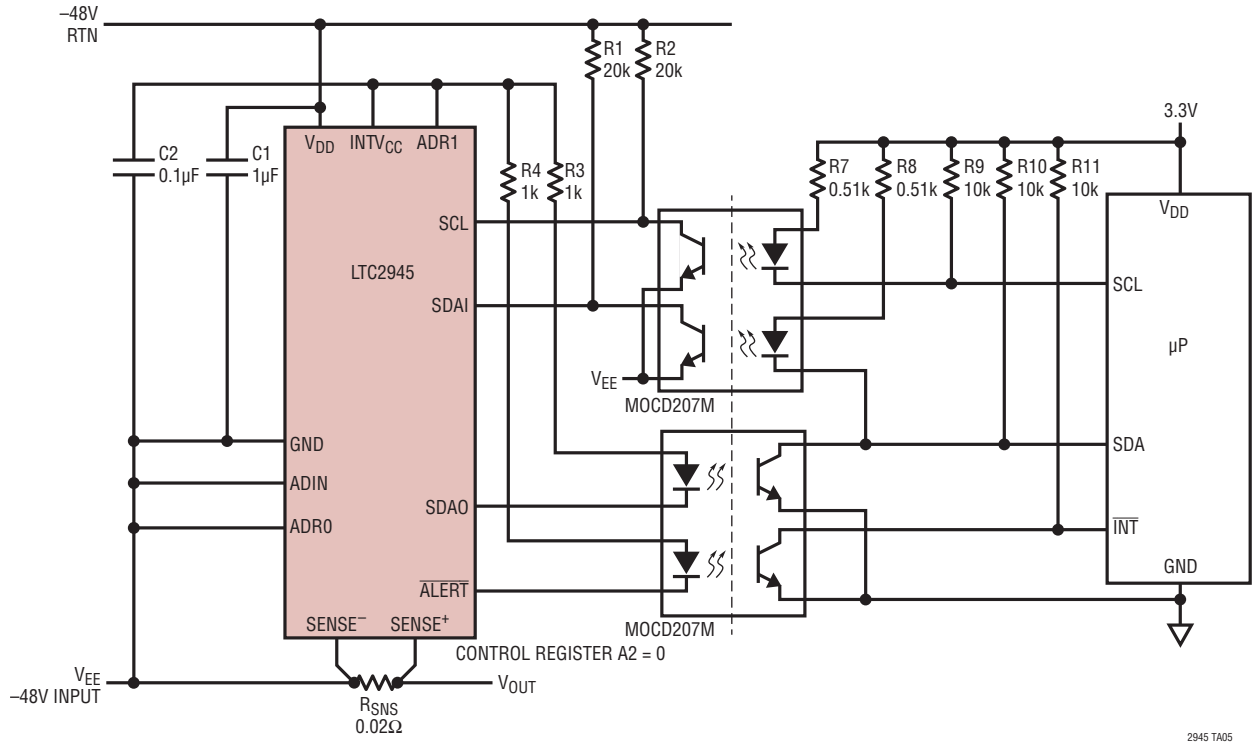 –48V
RTN
R1
20k
R2
20k
3.3V
VDD
INTVCC
ADR1
C2
0.1µF
C1
1µF
R4
1k
R3
1k
R7
0.51k
R8
0.51k
R9
10k
R10
10k
R11
10k
VDD
SCL
LTC2945
SCL
SDAI
µP
VEE
MOCD207M
GND
SDA
ADIN
SDAO
ADR0
INT
GND
ALERT
SENSE–
SENSE+
MOCD207M
CONTROL REGISTER A2 = 0
VEE
–48V INPUT
VOUT
RSNS
0.02Ω
2945 TA05